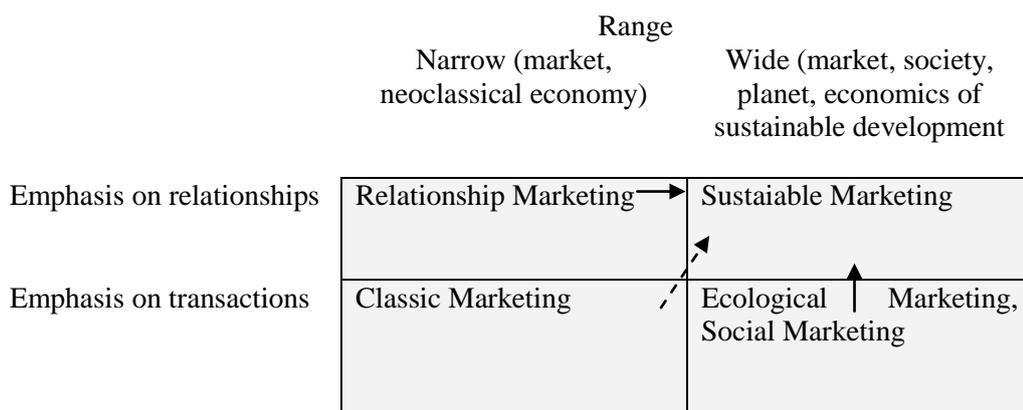 Range
Narrow (market,
neoclassical economy)
Wide (market, society,
planet, economics of
sustainable development
Emphasis on relationships
Relationship Marketing
Sustaiable Marketing
Emphasis on transactions
Classic Marketing
Ecological Marketing,
Social Marketing